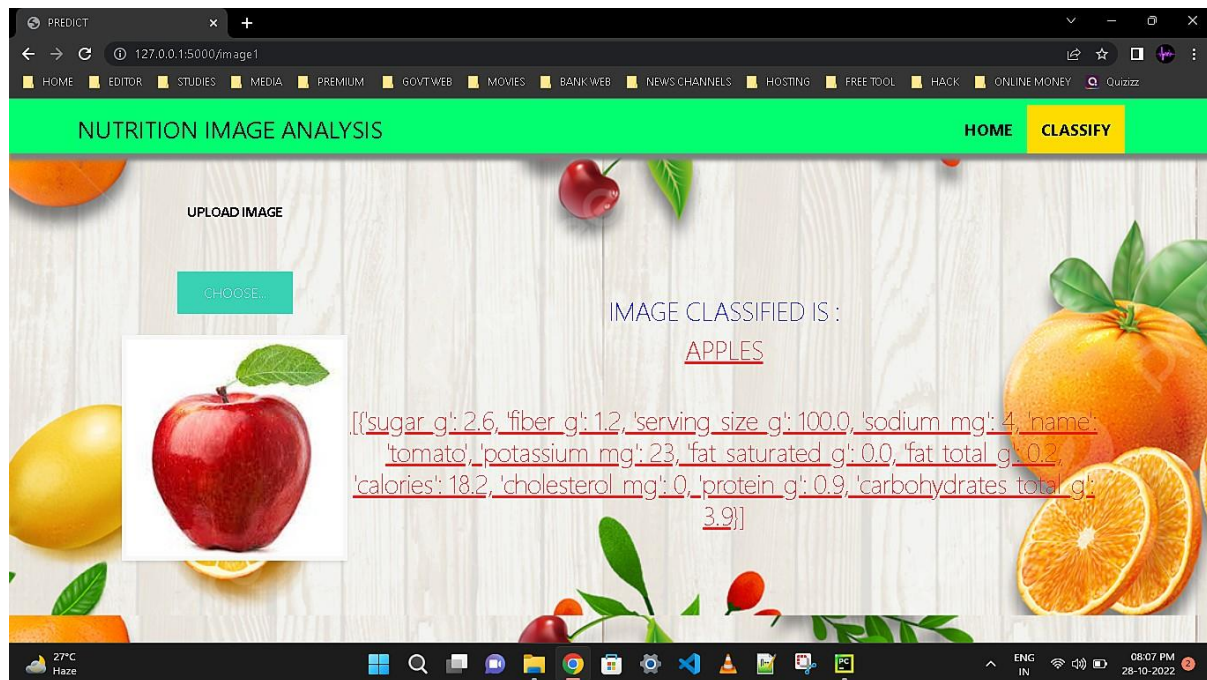 PREDICT
127.0.0.1:5000/image1
HOME EDITOR STUDIES MEDIA PREMIUM GOVT WEB MOVIES BANK WEB NEWS CHANNELS HOSTING FREE TOOL HACK ONLINE MONEY Quizizz
NUTRITION IMAGE ANALYSIS HOME CLASSIFY
UPLOAD IMAGE
CHOOSE...
IMAGE CLASSIFIED IS :
APPLES
[{'sugar_g': 2.6, 'fiber_g': 1.2, 'serving_size_g': 100.0, 'sodium_mg': 4, 'name':
'tomato', 'potassium_mg': 23, 'fat_saturated_g': 0.0, 'fat_total_g': 0.2,
'calories': 18.2, 'cholesterol_mg': 0, 'protein_g': 0.9, 'carbohydrates_total_g':
3.9}]
27°C
Haze
ENG
IN
08:07 PM
28-10-2022
2